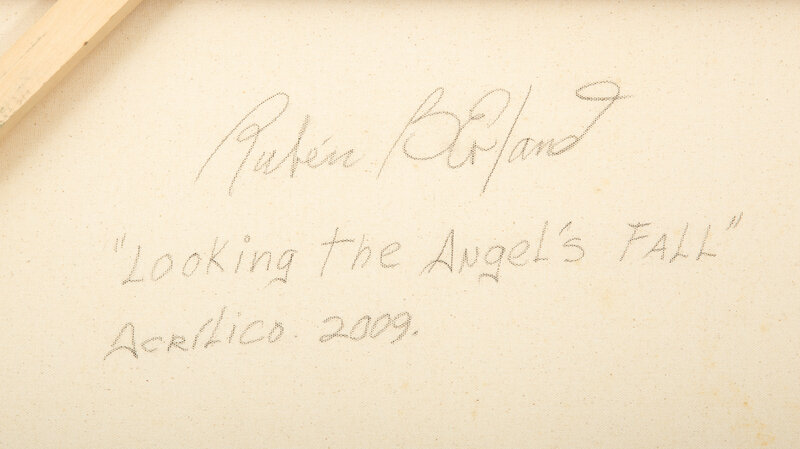 Rubén BErland
"Looking the Angel's FALL"
Acrílico. 2009.